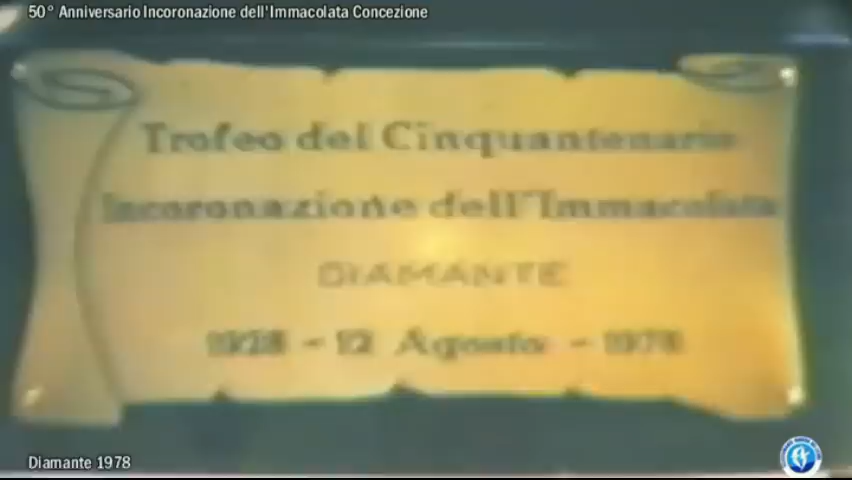 50° Anniversario Incoronazione dell'Immacolata Concezione
Trofeo del Cinquantenario
Incoronazione dell'Immacolata
DIAMANTE
1928 - 12 Agosto - 1978
Diamante 1978